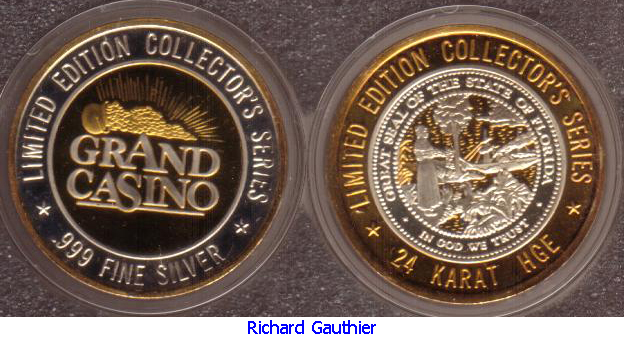 LIMITED EDITION COLLECTOR'S SERIES
GRAND
CASINO
★ .999 FINE SILVER ★
LIMITED EDITION COLLECTOR'S SERIES
GREAT SEAL OF THE STATE OF FLORIDA
• IN GOD WE TRUST •
★ 24 KARAT HGE ★
Richard Gauthier